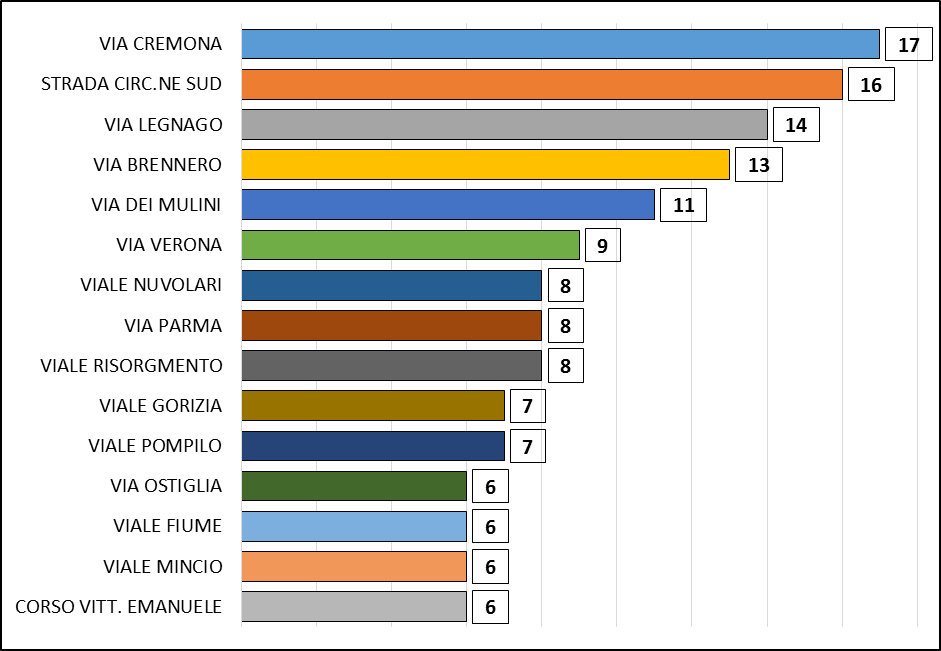 VIA CREMONA 17
STRADA CIRC.NE SUD 16
VIA LEGNAGO 14
VIA BRENNERO 13
VIA DEI MULINI 11
VIA VERONA 9
VIALE NUVOLARI 8
VIA PARMA 8
VIALE RISORGMENTO 8
VIALE GORIZIA 7
VIALE POMPILO 7
VIA OSTIGLIA 6
VIALE FIUME 6
VIALE MINCIO 6
CORSO VITT. EMANUELE 6